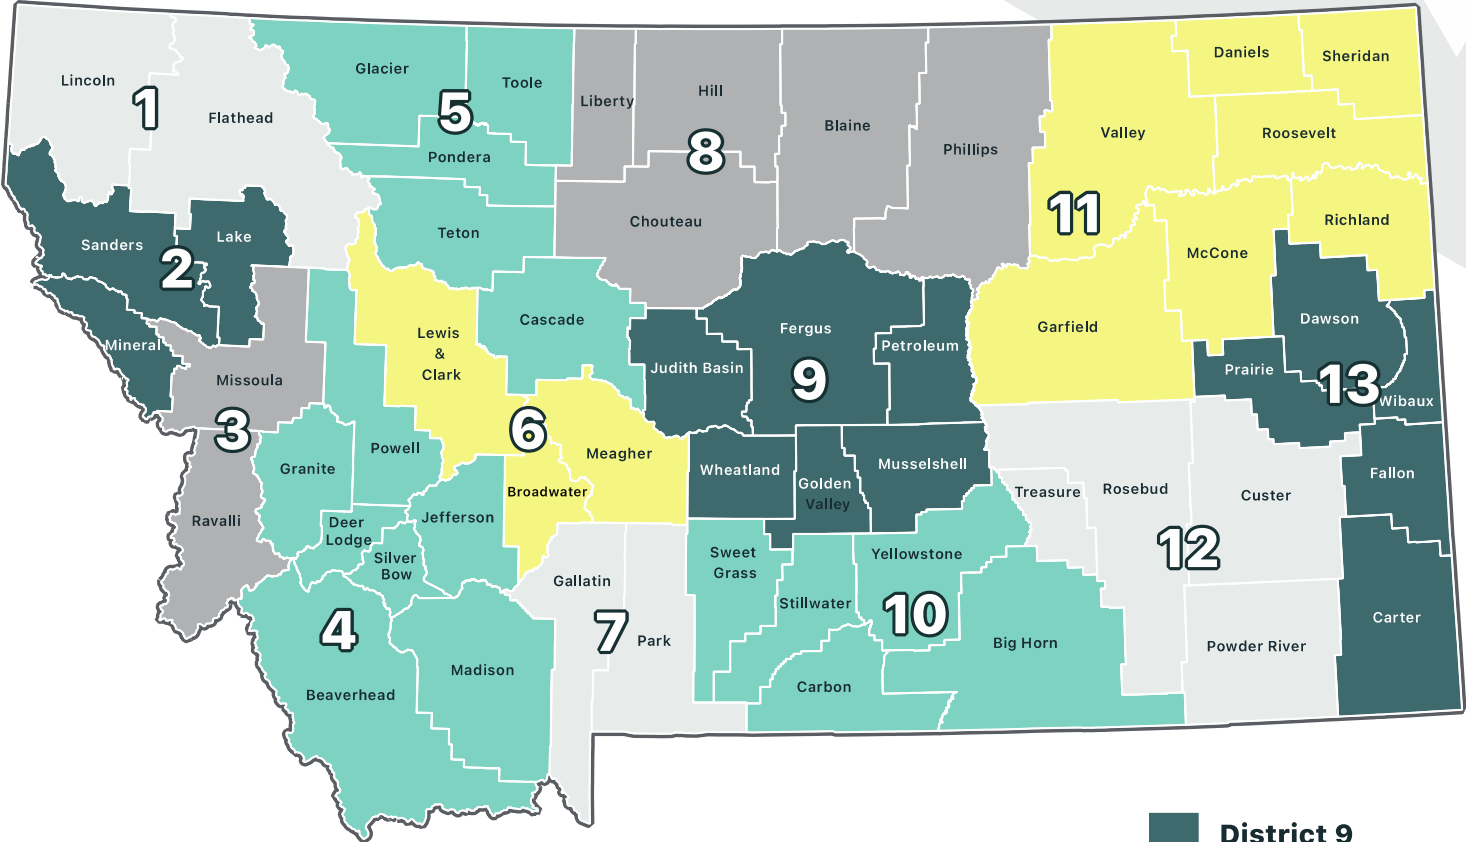 Lincoln
1
Flathead
Glacier
5
Toole
Pondera
Teton
Liberty
Hill
8
Chouteau
Blaine
Phillips
Valley
11
Daniels
Sheridan
Roosevelt
Richland
McCone
Garfield
Sanders
2
Lake
Mineral
Missoula
3
Ravalli
Lewis
&
Clark
6
Meagher
Broadwater
Cascade
Judith Basin
Fergus
9
Petroleum
Wheatland
Golden
Valley
Musselshell
Dawson
13
Prairie
Wibaux
Fallon
Carter
Granite
Powell
Deer
Lodge
Silver
Bow
Jefferson
4
Beaverhead
Madison
Gallatin
7
Park
Sweet
Grass
Stillwater
Yellowstone
10
Carbon
Big Horn
Treasure
Rosebud
Custer
12
Powder River
District 9